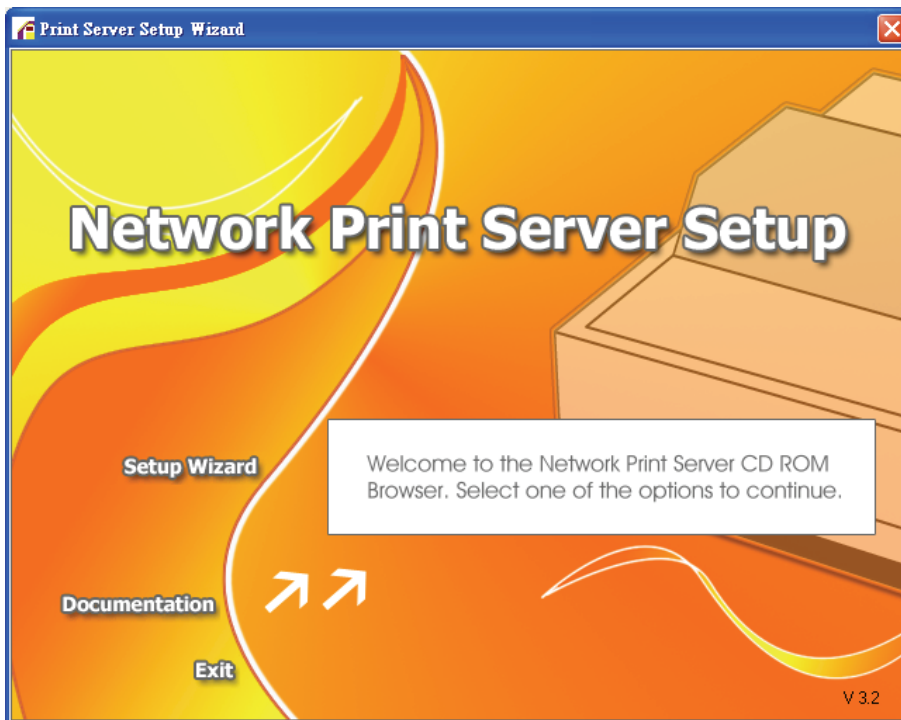 Print Server Setup Wizard
Network Print Server Setup
Setup Wizard
Welcome to the Network Print Server CD ROM
Browser. Select one of the options to continue.
Documentation
Exit
V 3.2